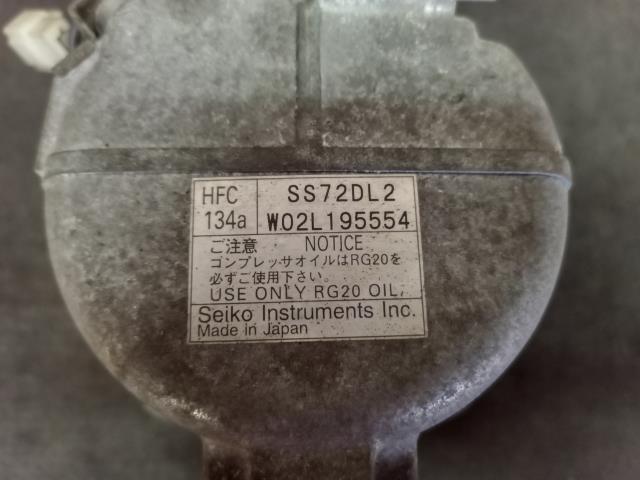 HFC SS72DL2
134a W02L195554
ご注意 NOTICE
コンプレッサオイルはRG20を
必ずご使用下さい。
USE ONLY RG20 OIL.
Seiko Instruments Inc.
Made in Japan